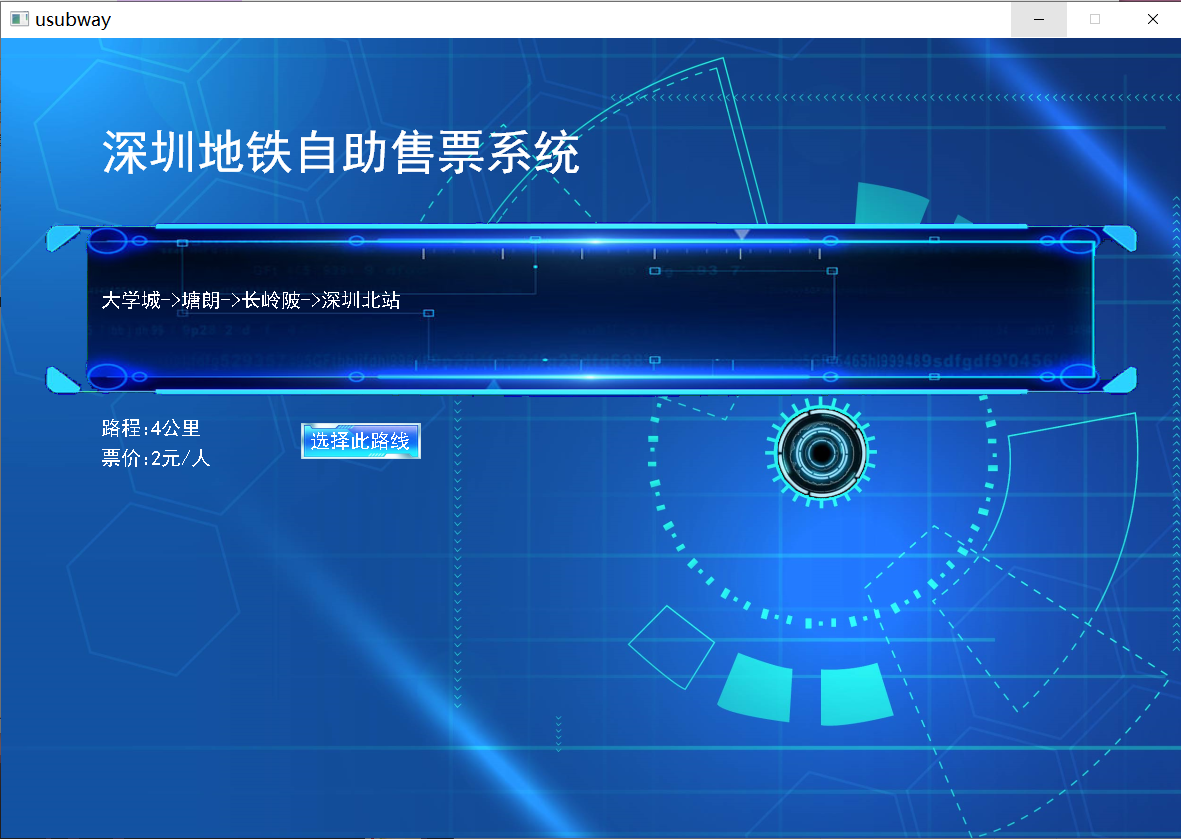 usubway
深圳地铁自助售票系统
大学城->塘朗->长岭陂->深圳北站
路程:4公里
选择此路线
票价:2元/人